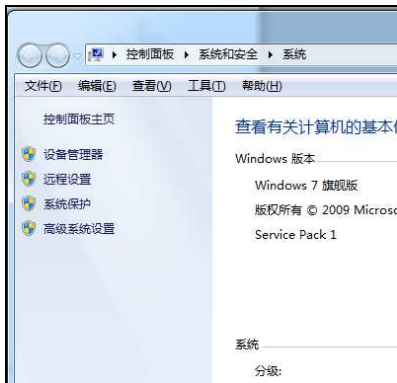 控制面板 ▸ 系统和安全 ▸ 系统
文件(F) 编辑(E) 查看(V) 工具(T) 帮助(H)
控制面板主页
设备管理器
远程设置
系统保护
高级系统设置
查看有关计算机的基本
Windows 版本
Windows 7 旗舰版
版权所有 © 2009 Microso
Service Pack 1
系统
分级: